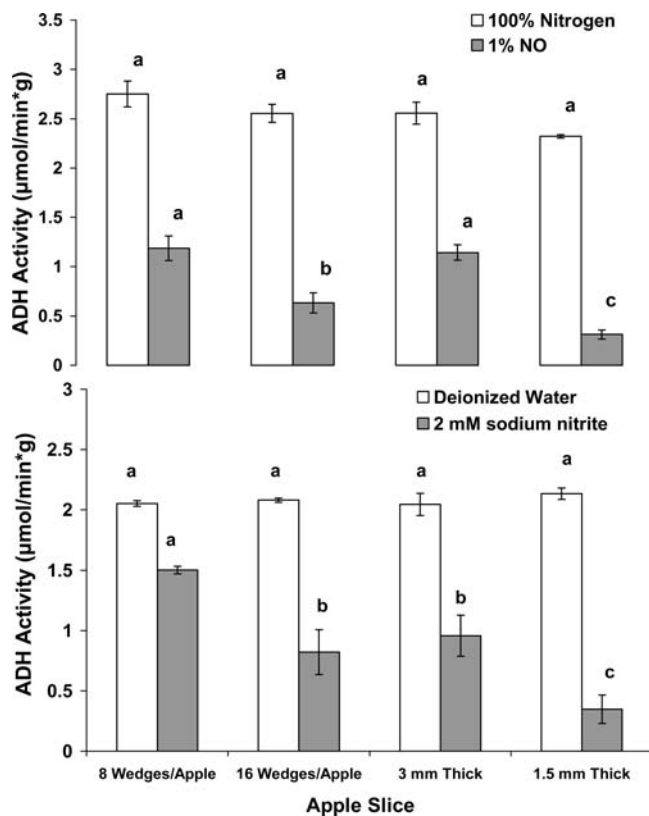 3.5
3
2.5
2
1.5
1
0.5
0
ADH Activity (µmol/min*g)
100% Nitrogen
1% NO
a
a
a
a
a
b
a
c
3
2.5
2
1.5
1
0.5
0
ADH Activity (µmol/min*g)
Deionized Water
2 mM sodium nitrite
a
a
a
a
a
b
b
c
8 Wedges/Apple 16 Wedges/Apple 3 mm Thick 1.5 mm Thick
Apple Slice